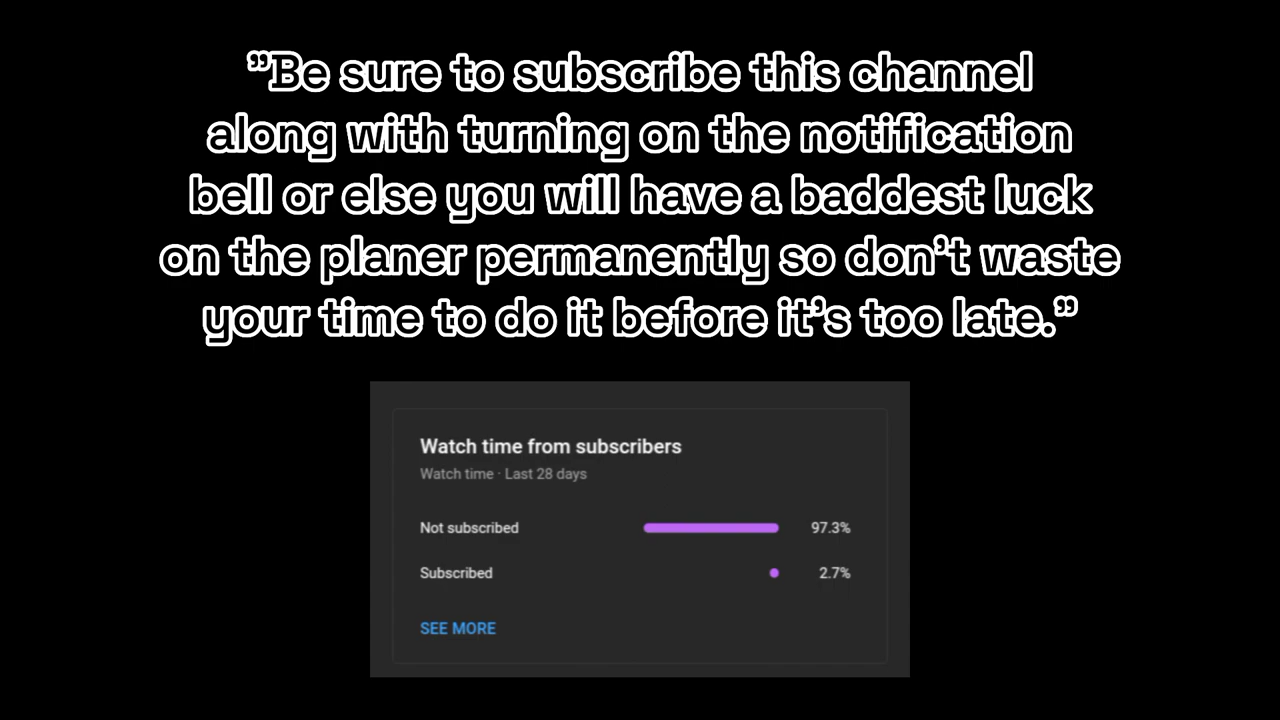 ”Be sure to subscribe this channel
along with turning on the notification
bell or else you will have a baddest luck
on the planer permanently so don’t waste
your time to do it before it’s too late.”
Watch time from subscribers
Watch time · Last 28 days
Not subscribed 97.3%
Subscribed 2.7%
SEE MORE